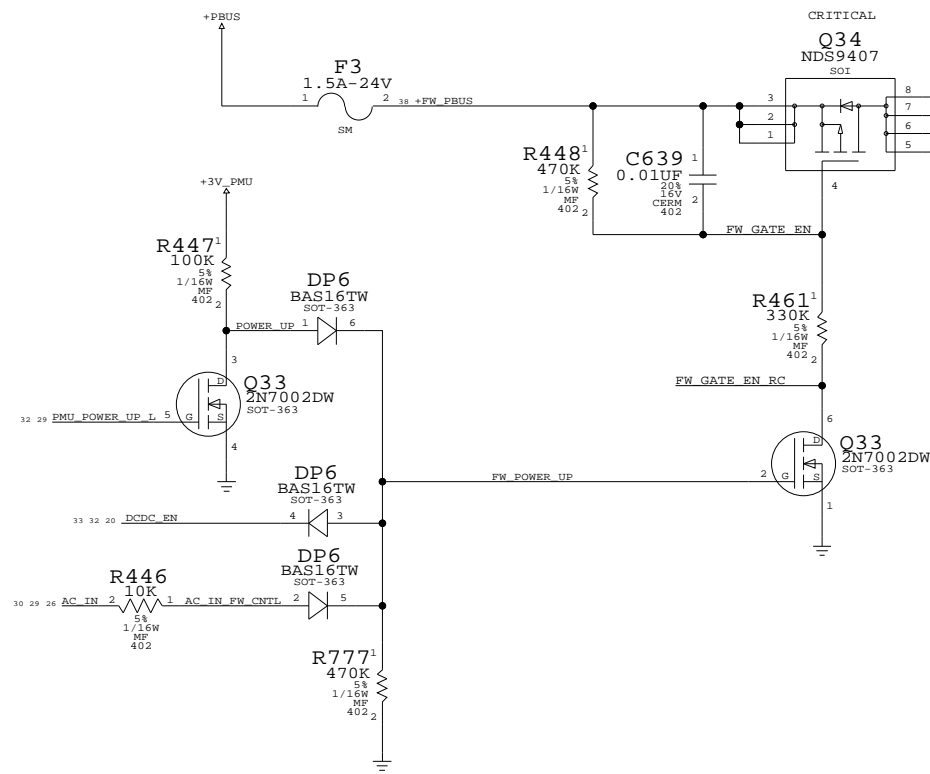 +PBUS
CRITICAL
Q34
NDS9407
SOI
F3
1.5A-24V
1 2 38 +FW_PBUS
SM
3
2
1
8
7
6
5
4
R448 1
470K
5%
1/16W
MF
402 2
C639 1
0.01UF
20%
16V
CERM
402
2
FW_GATE_EN
+3V_PMU
R447 1
100K
5%
1/16W
MF
402
2
DP6
BAS16TW
SOT-363
POWER_UP 1 6
R461 1
330K
5%
1/16W
MF
402 2
3
Q33
2N7002DW
SOT-363
D
G
S
32 29 PMU_POWER_UP_L 5
4
FW_GATE_EN_RC
6
Q33
2N7002DW
SOT-363
D
G
S
FW_POWER_UP 2
1
DP6
BAS16TW
SOT-363
33 32 20 DCDC_EN 4 3
DP6
BAS16TW
SOT-363
R446
10K
30 29 26 AC_IN 2 1 AC_IN_FW_CNTL 2 5
5%
1/16W
MF
402
R777 1
470K
5%
1/16W
MF
402 2